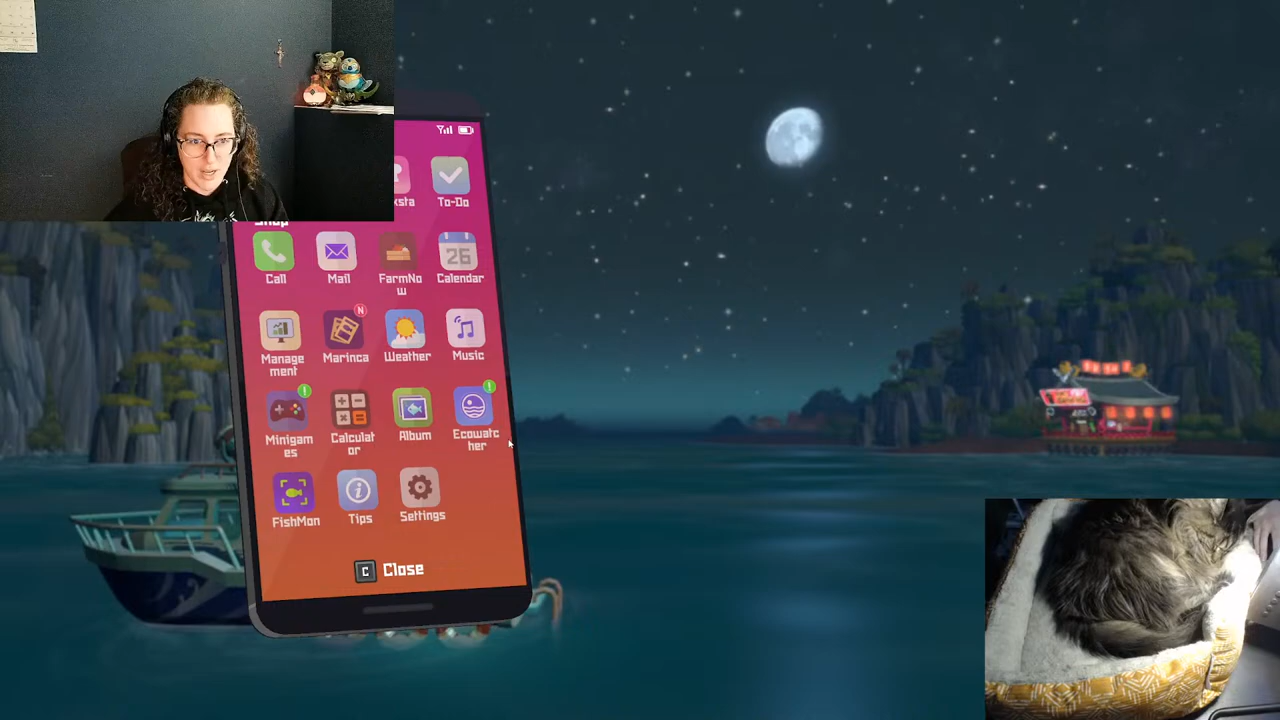 To-Do
Call
Mail
FarmNo
w
26
Calendar
Manage
ment
N
Marinca
Weather
Music
!
Minigam
es
Calculat
or
Album
!
Ecowatc
her
FishMon
Tips
Settings
C Close